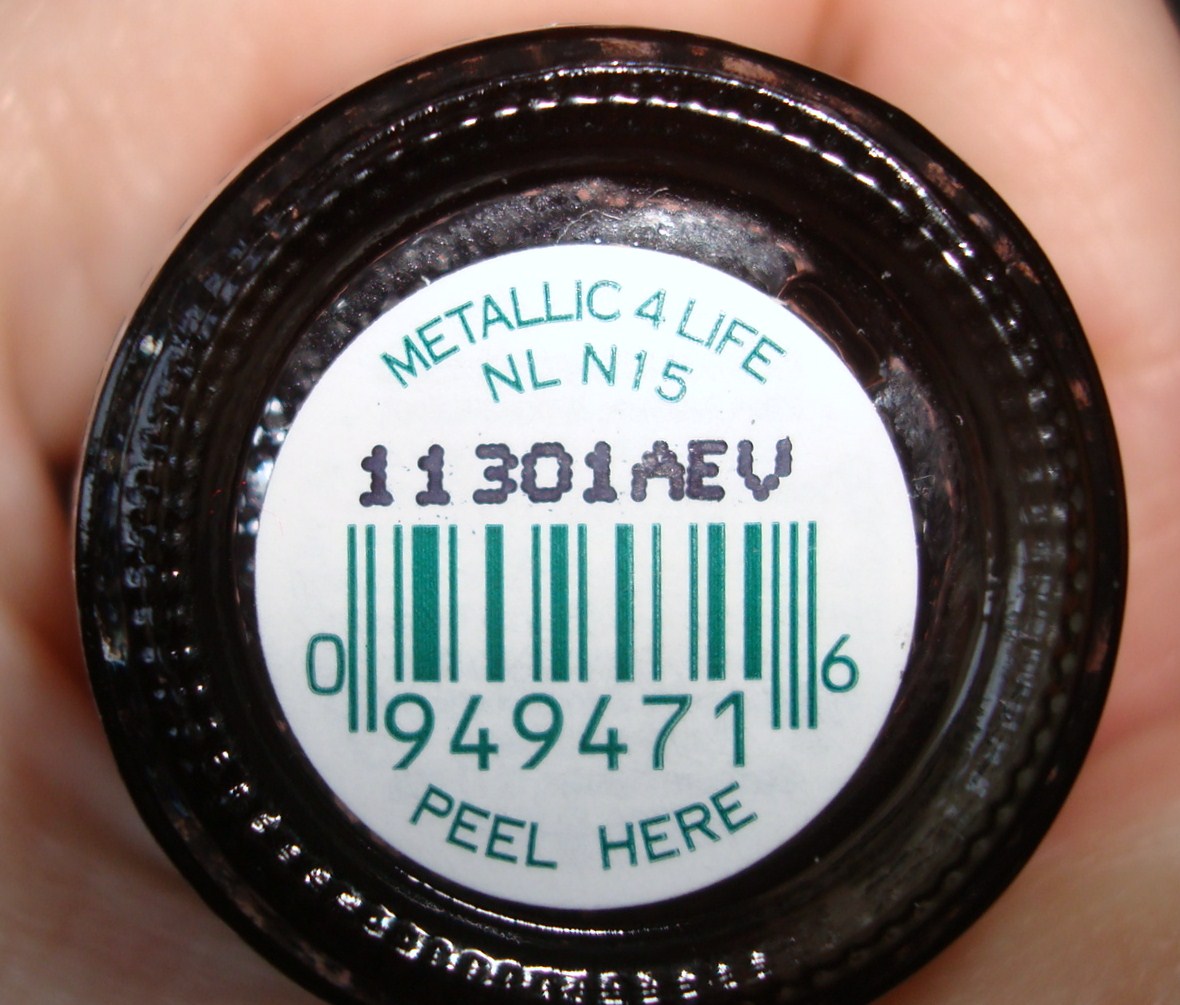 METALLIC 4 LIFE
NL N15
11301AEV
0 949471 6
PEEL HERE